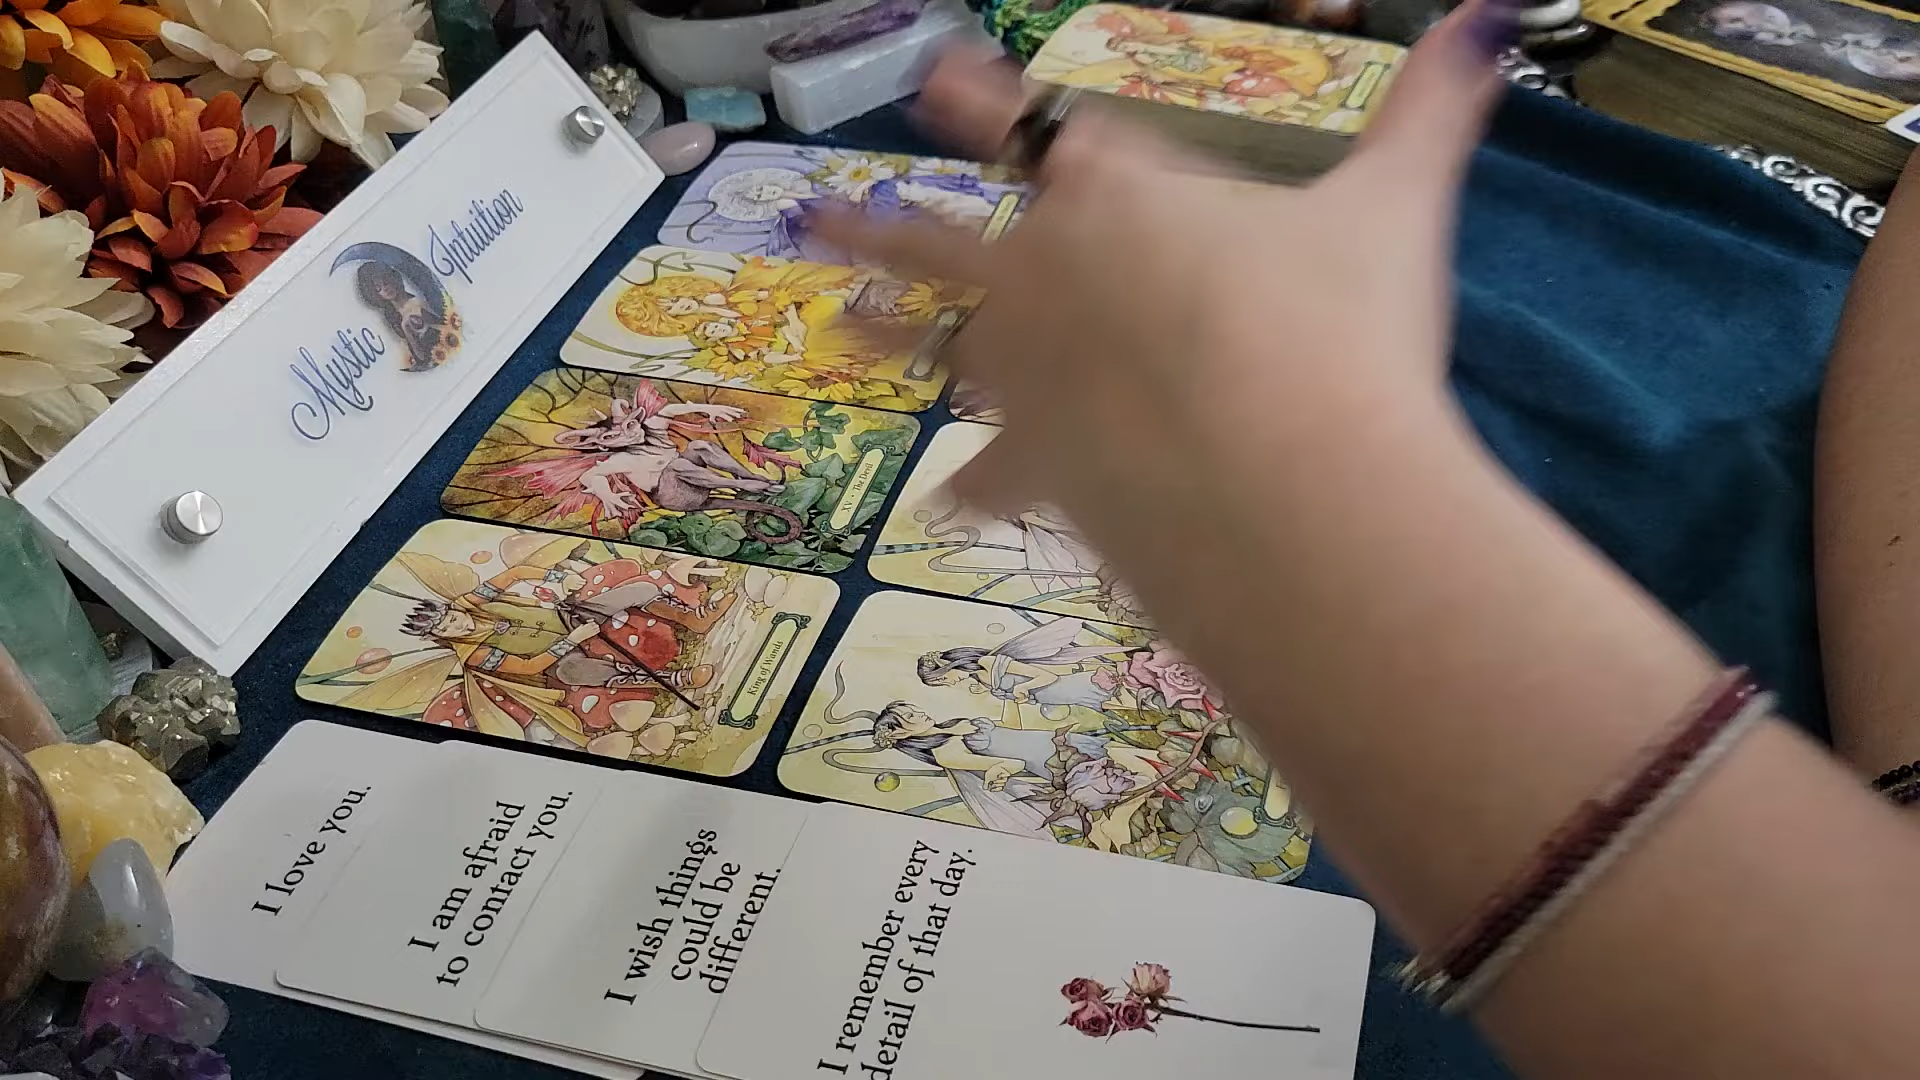 Mystic
Intuition
XV • The Devil
King of Wands
I love you.
I am afraid
to contact you.
I wish things
could be
different.
I remember every
detail of that day.